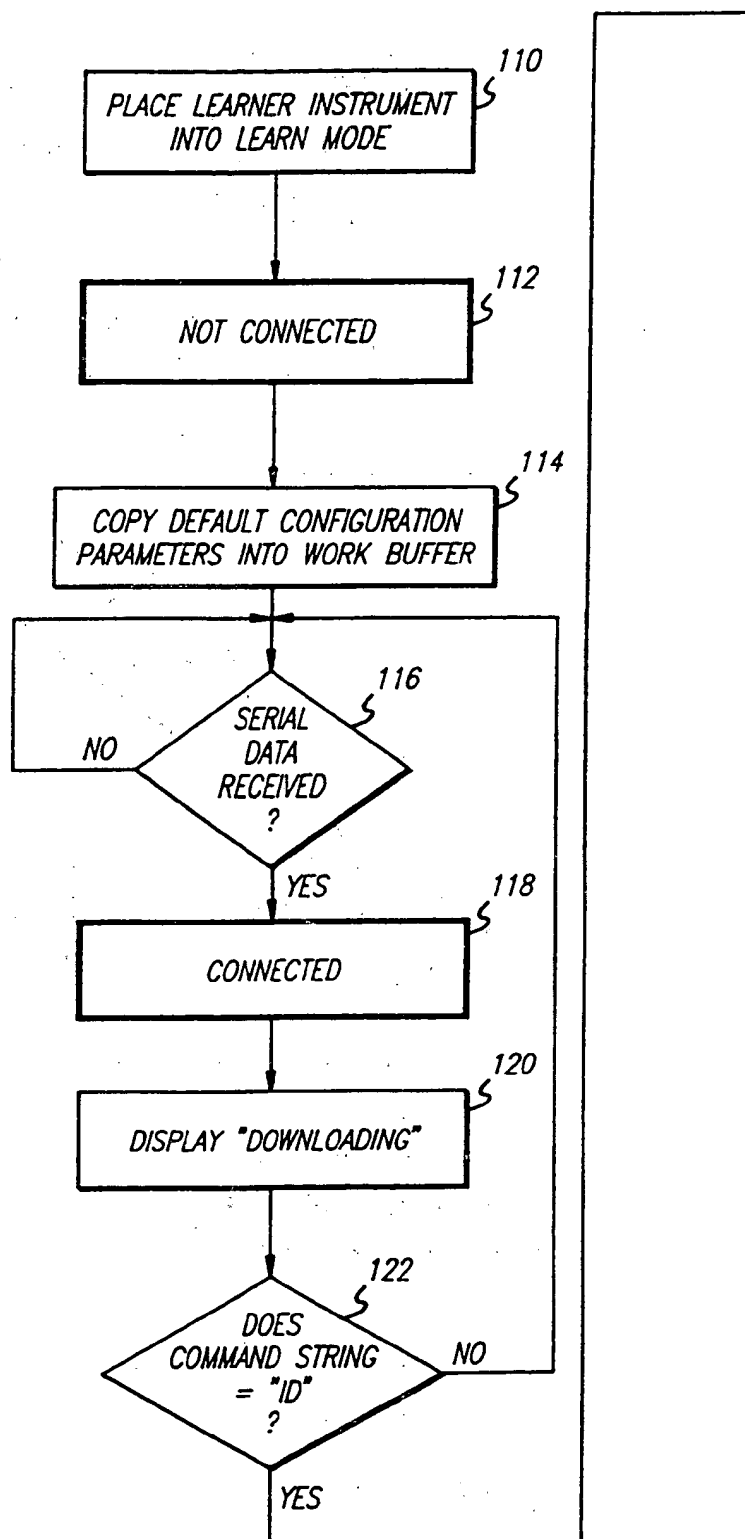 110
PLACE LEARNER INSTRUMENT
INTO LEARN MODE
112
NOT CONNECTED
114
COPY DEFAULT CONFIGURATION
PARAMETERS INTO WORK BUFFER
116
SERIAL
DATA
RECEIVED
?
NO
YES
118
CONNECTED
120
DISPLAY "DOWNLOADING"
122
DOES
COMMAND STRING
= "ID"
?
NO
YES